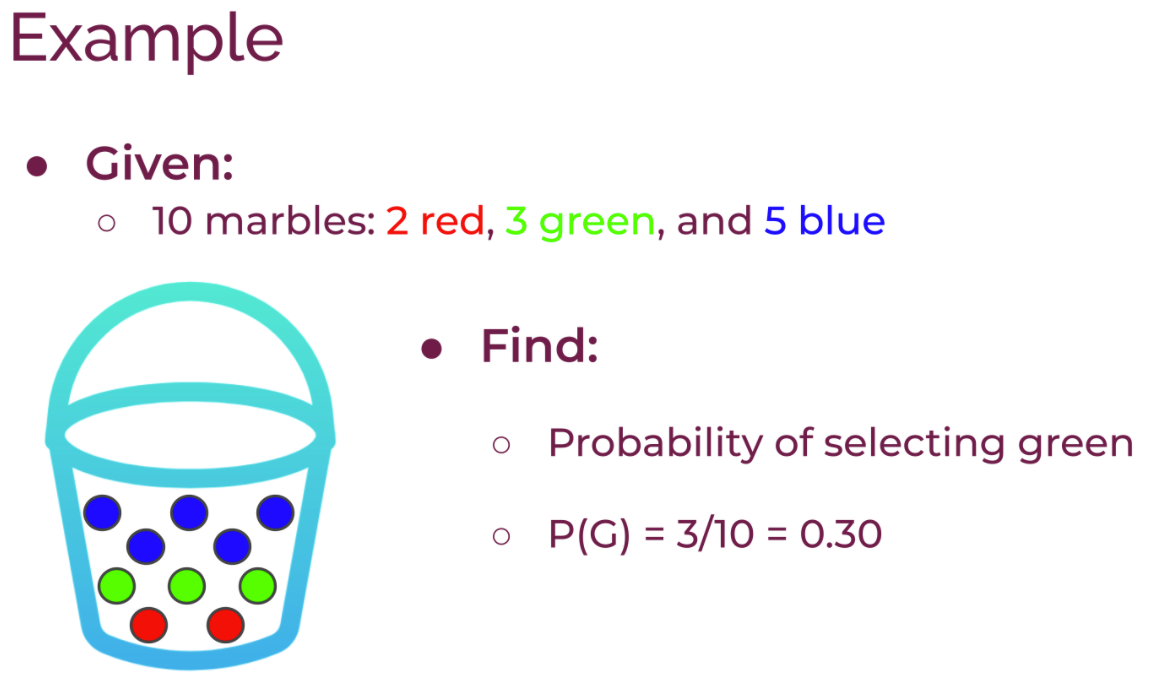 Example
● Given:
○ 10 marbles: 2 red, 3 green, and 5 blue
● Find:
○ Probability of selecting green
○ P(G) = 3/10 = 0.30